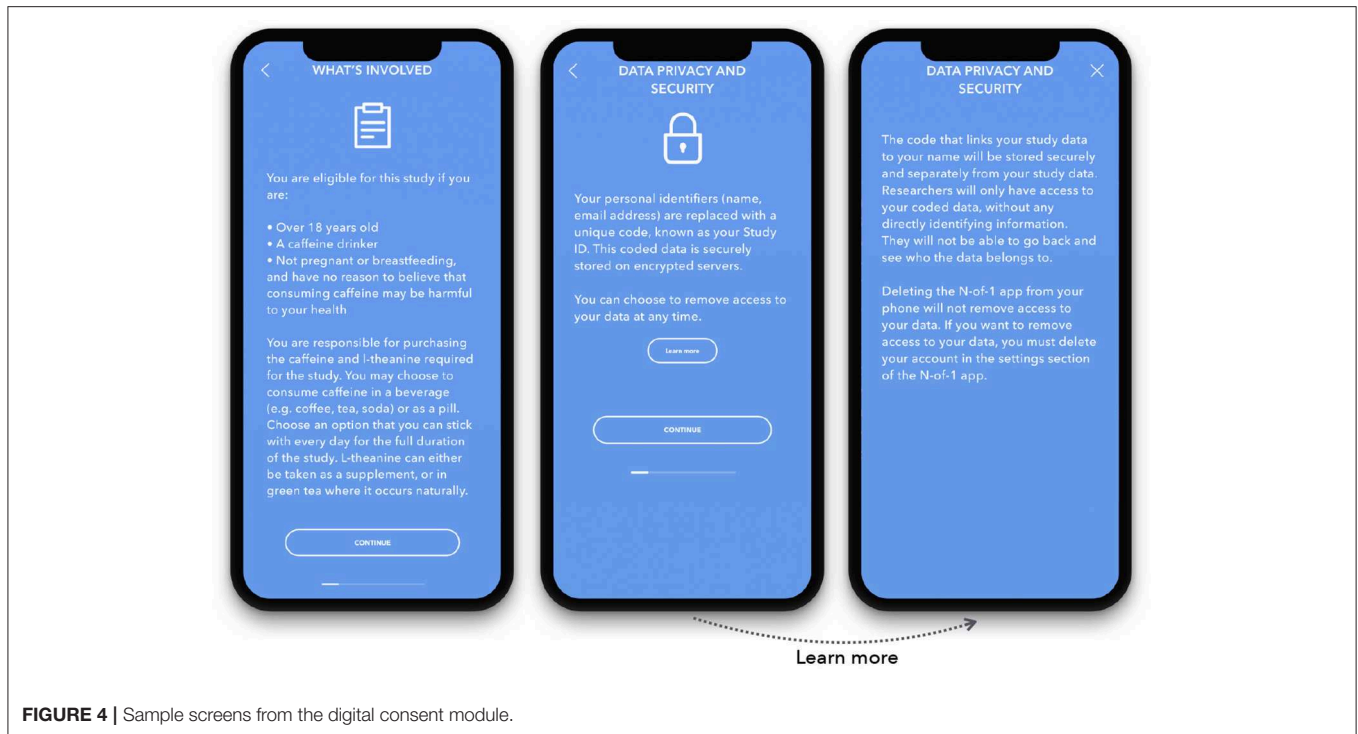 WHAT'S INVOLVED
You are eligible for this study if you
are:
• Over 18 years old
• A caffeine drinker
• Not pregnant or breastfeeding,
and have no reason to believe that
consuming caffeine may be harmful
to your health
You are responsible for purchasing
the caffeine and l-theanine required
for the study. You may choose to
consume caffeine in a beverage
(e.g. coffee, tea, soda) or as a pill.
Choose an option that you can stick
with every day for the full duration
of the study. L-theanine can either
be taken as a supplement, or in
green tea where it occurs naturally.
CONTINUE
DATA PRIVACY AND
SECURITY
Your personal identifiers (name,
email address) are replaced with a
unique code, known as your Study
ID. This coded data is securely
stored on encrypted servers.
You can choose to remove access to
your data at any time.
Learn more
CONTINUE
DATA PRIVACY AND
SECURITY
The code that links your study data
to your name will be stored securely
and separately from your study data.
Researchers will only have access to
your coded data, without any
directly identifying information.
They will not be able to go back and
see who the data belongs to.
Deleting the N-of-1 app from your
phone will not remove access to
your data. If you want to remove
access to your data, you must delete
your account in the settings section
of the N-of-1 app.
Learn more
FIGURE 4 | Sample screens from the digital consent module.